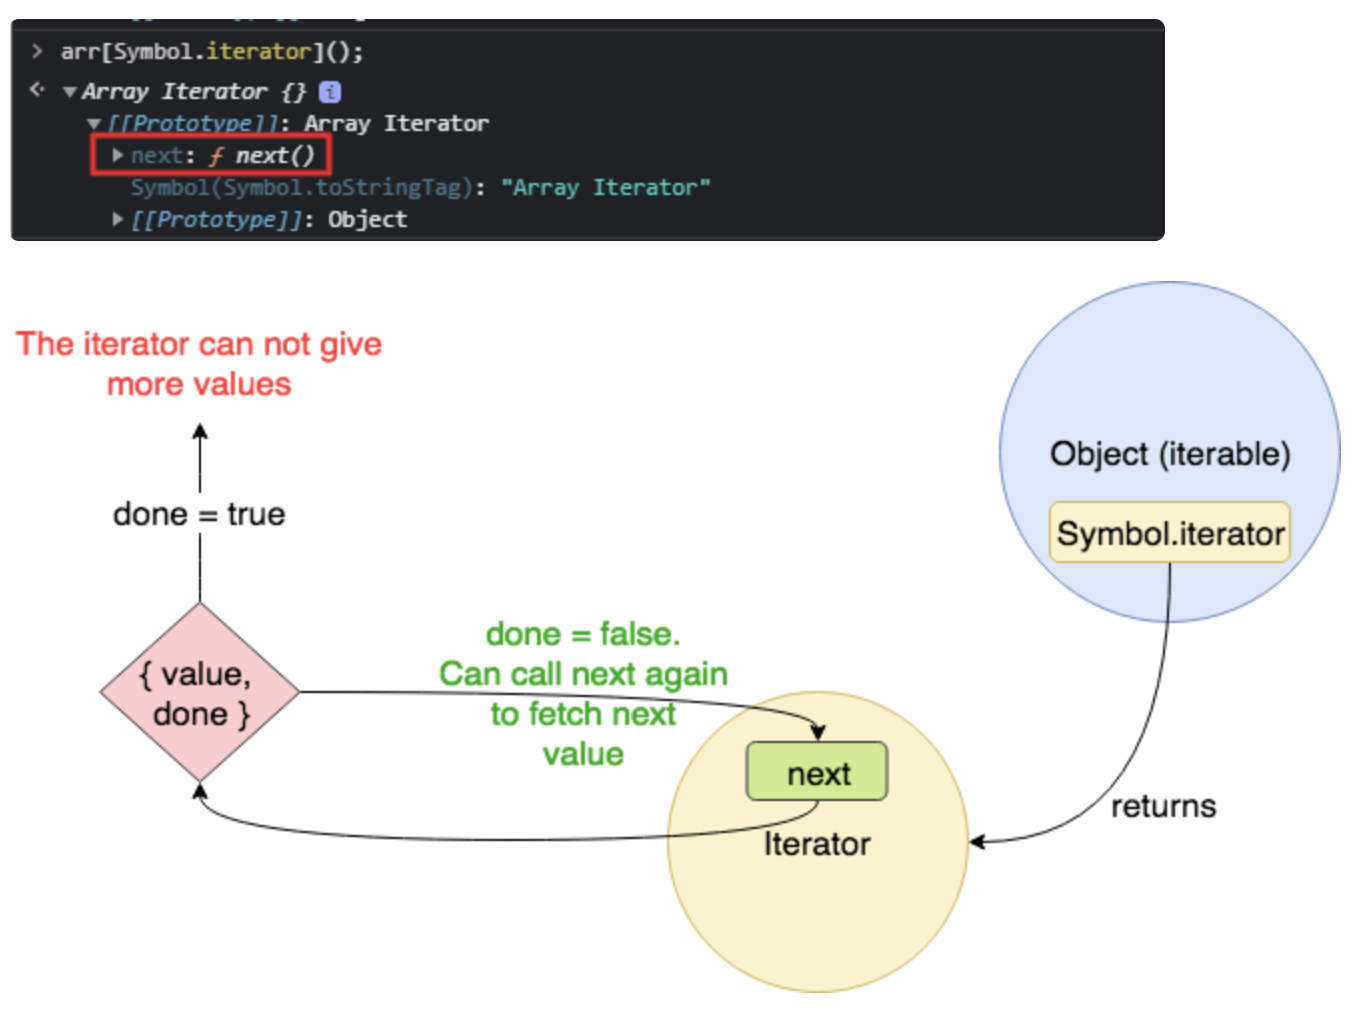 > arr[Symbol.iterator]();
Array Iterator {} i
[[Prototype]]: Array Iterator
next: ƒ next()
Symbol(Symbol.toStringTag): "Array Iterator"
[[Prototype]]: Object
The iterator can not give
more values
done = true
{ value,
done }
done = false.
Can call next again
to fetch next
value
next
Iterator
Object (iterable)
Symbol.iterator
returns